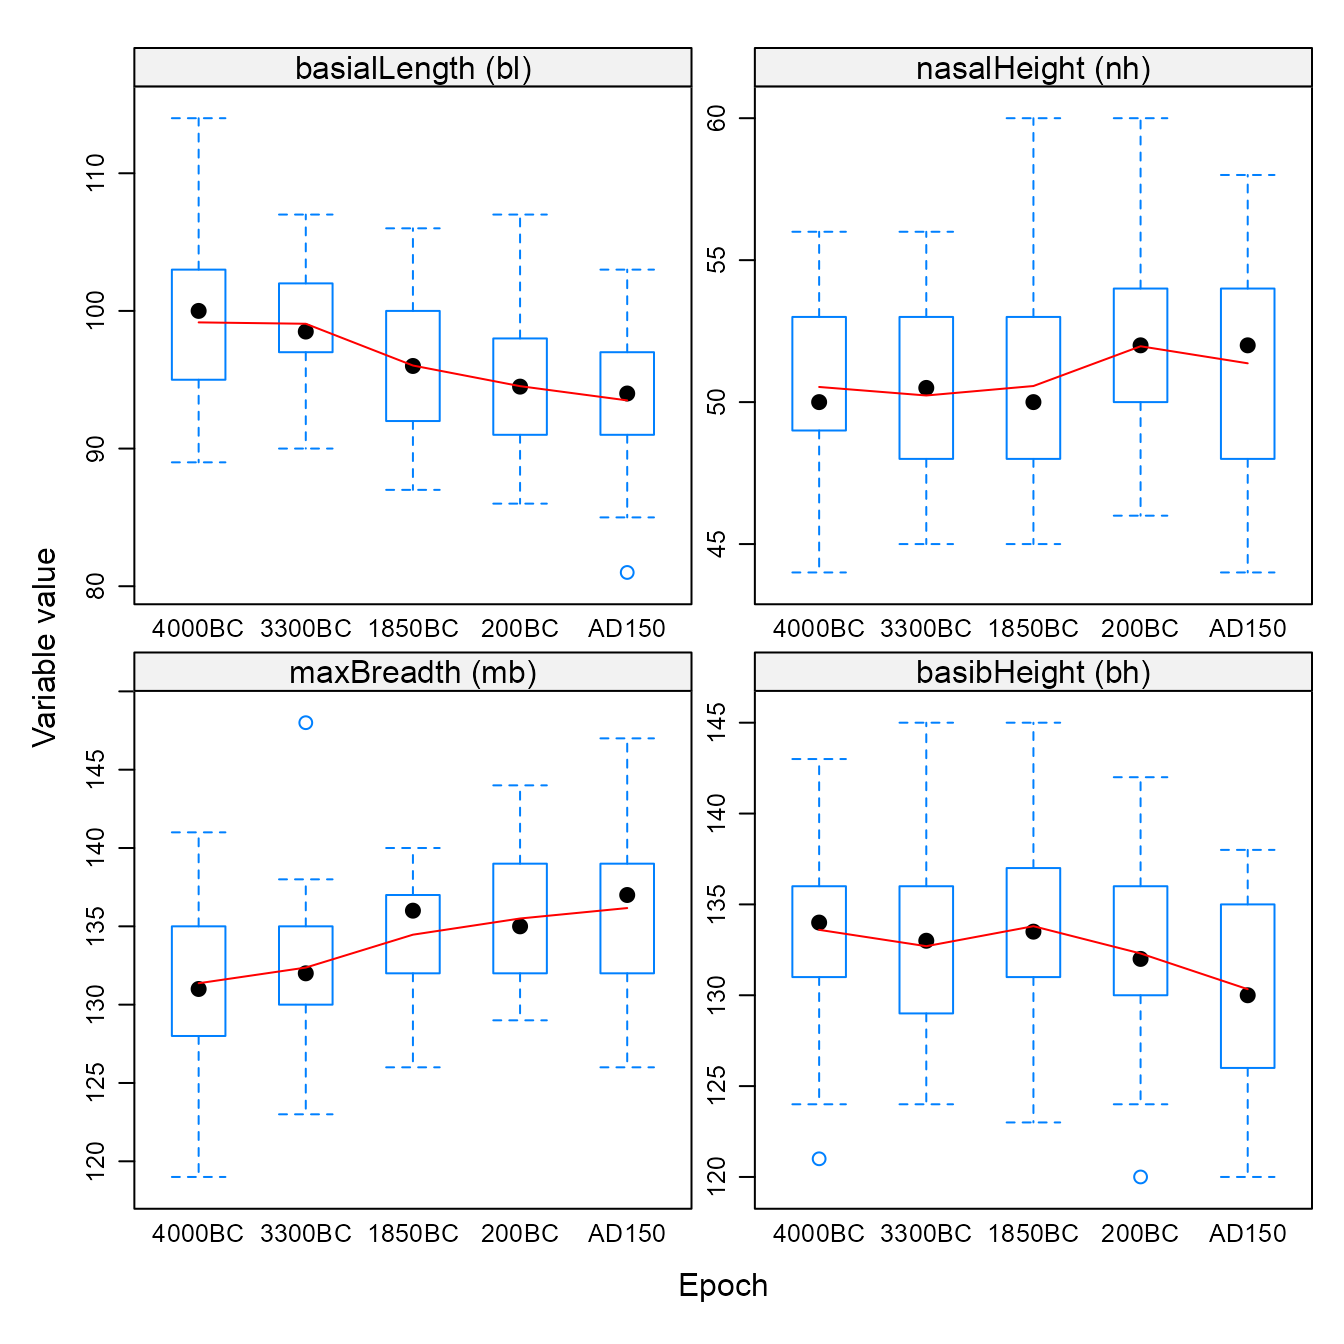 basialLength (bl)
nasalHeight (nh)
110
100
90
80
60
55
50
45
4000BC 3300BC 1850BC 200BC AD150
4000BC 3300BC 1850BC 200BC AD150
maxBreadth (mb)
basibHeight (bh)
145
140
135
130
125
120
145
140
135
130
125
120
4000BC 3300BC 1850BC 200BC AD150
4000BC 3300BC 1850BC 200BC AD150
Variable value
Epoch